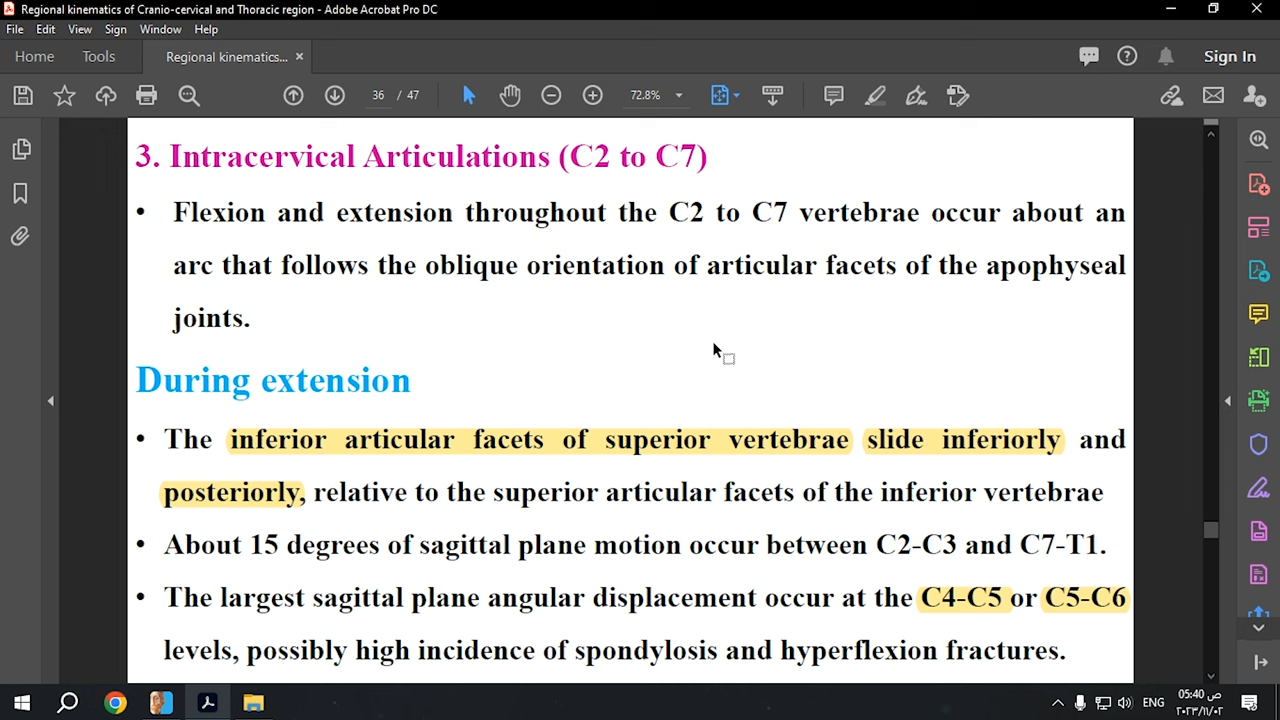 Regional kinematics of Cranio-cervical and Thoracic region - Adobe Acrobat Pro DC
File Edit View Sign Window Help
Home Tools Regional kinematics... × Sign In
36 / 47 72.8%
3. Intracervical Articulations (C2 to C7)
• Flexion and extension throughout the C2 to C7 vertebrae occur about an
arc that follows the oblique orientation of articular facets of the apophyseal
joints.
During extension
• The inferior articular facets of superior vertebrae slide inferiorly and
posteriorly, relative to the superior articular facets of the inferior vertebrae
• About 15 degrees of sagittal plane motion occur between C2-C3 and C7-T1.
• The largest sagittal plane angular displacement occur at the C4-C5 or C5-C6
levels, possibly high incidence of spondylosis and hyperflexion fractures.
ENG
05:40 ص
٢٠٢٣/١١/٠٢